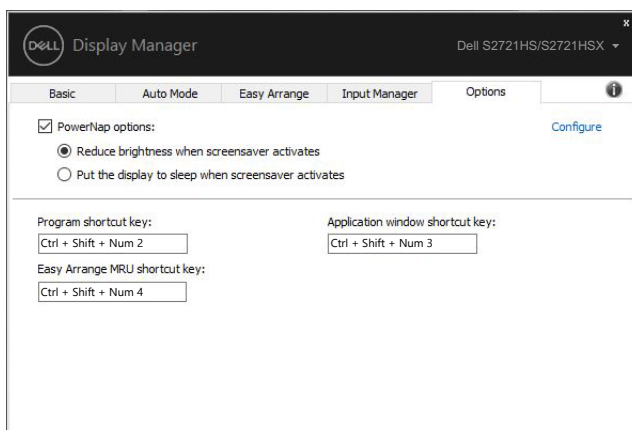 x
DELL Display Manager
Dell S2721HS/S2721HSX
Basic Auto Mode Easy Arrange Input Manager Options
PowerNap options: Configure
Reduce brightness when screensaver activates
Put the display to sleep when screensaver activates
Program shortcut key: Application window shortcut key:
Ctrl + Shift + Num 2 Ctrl + Shift + Num 3
Easy Arrange MRU shortcut key:
Ctrl + Shift + Num 4